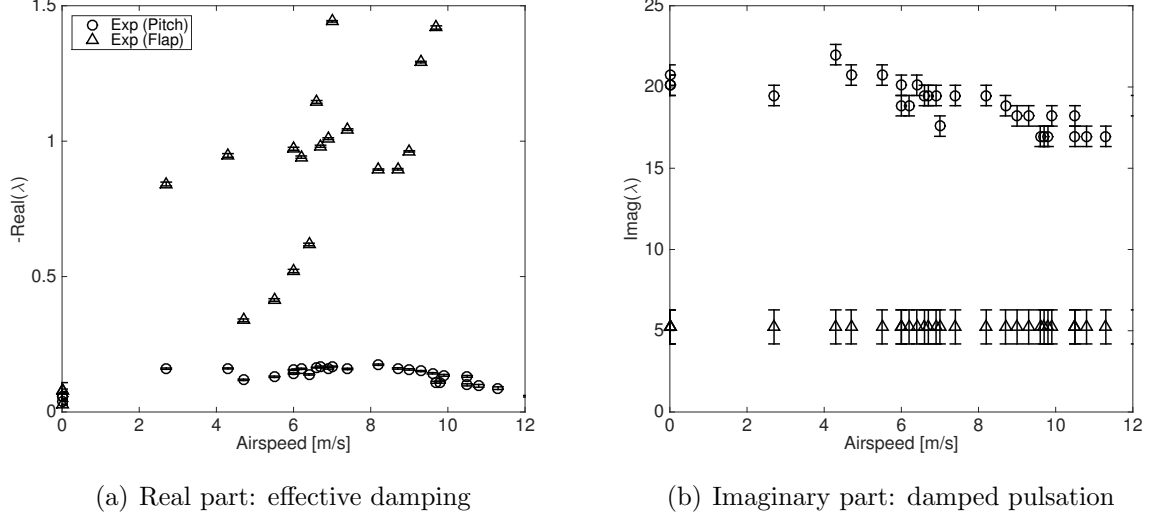 1.5
Exp (Pitch)
Exp (Flap)
1
0.5
0
-Real(λ)
0 2 4 6 8 10 12
Airspeed [m/s]
(a) Real part: effective damping
25
20
15
10
5
0
Imag(λ)
0 2 4 6 8 10 12
Airspeed [m/s]
(b) Imaginary part: damped pulsation